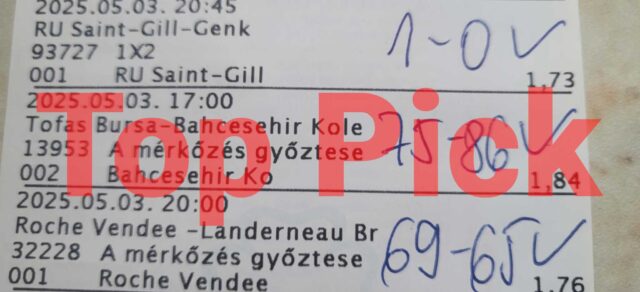 2025.05.03. 20:45
RU Saint-Gill-Genk
93727 1X2
001 RU Saint-Gill 1,73
1-0 ✓
2025.05.03. 17:00
Tofas Bursa-Bahcesehir Kole
13953 A mérkőzés győztese
002 Bahcesehir Ko 1,84
75-86 ✓
2025.05.03. 20:00
Roche Vendee -Landerneau Br
32228 A mérkőzés győztese
001 Roche Vendee 1,76
69-65 ✓
Top Pick